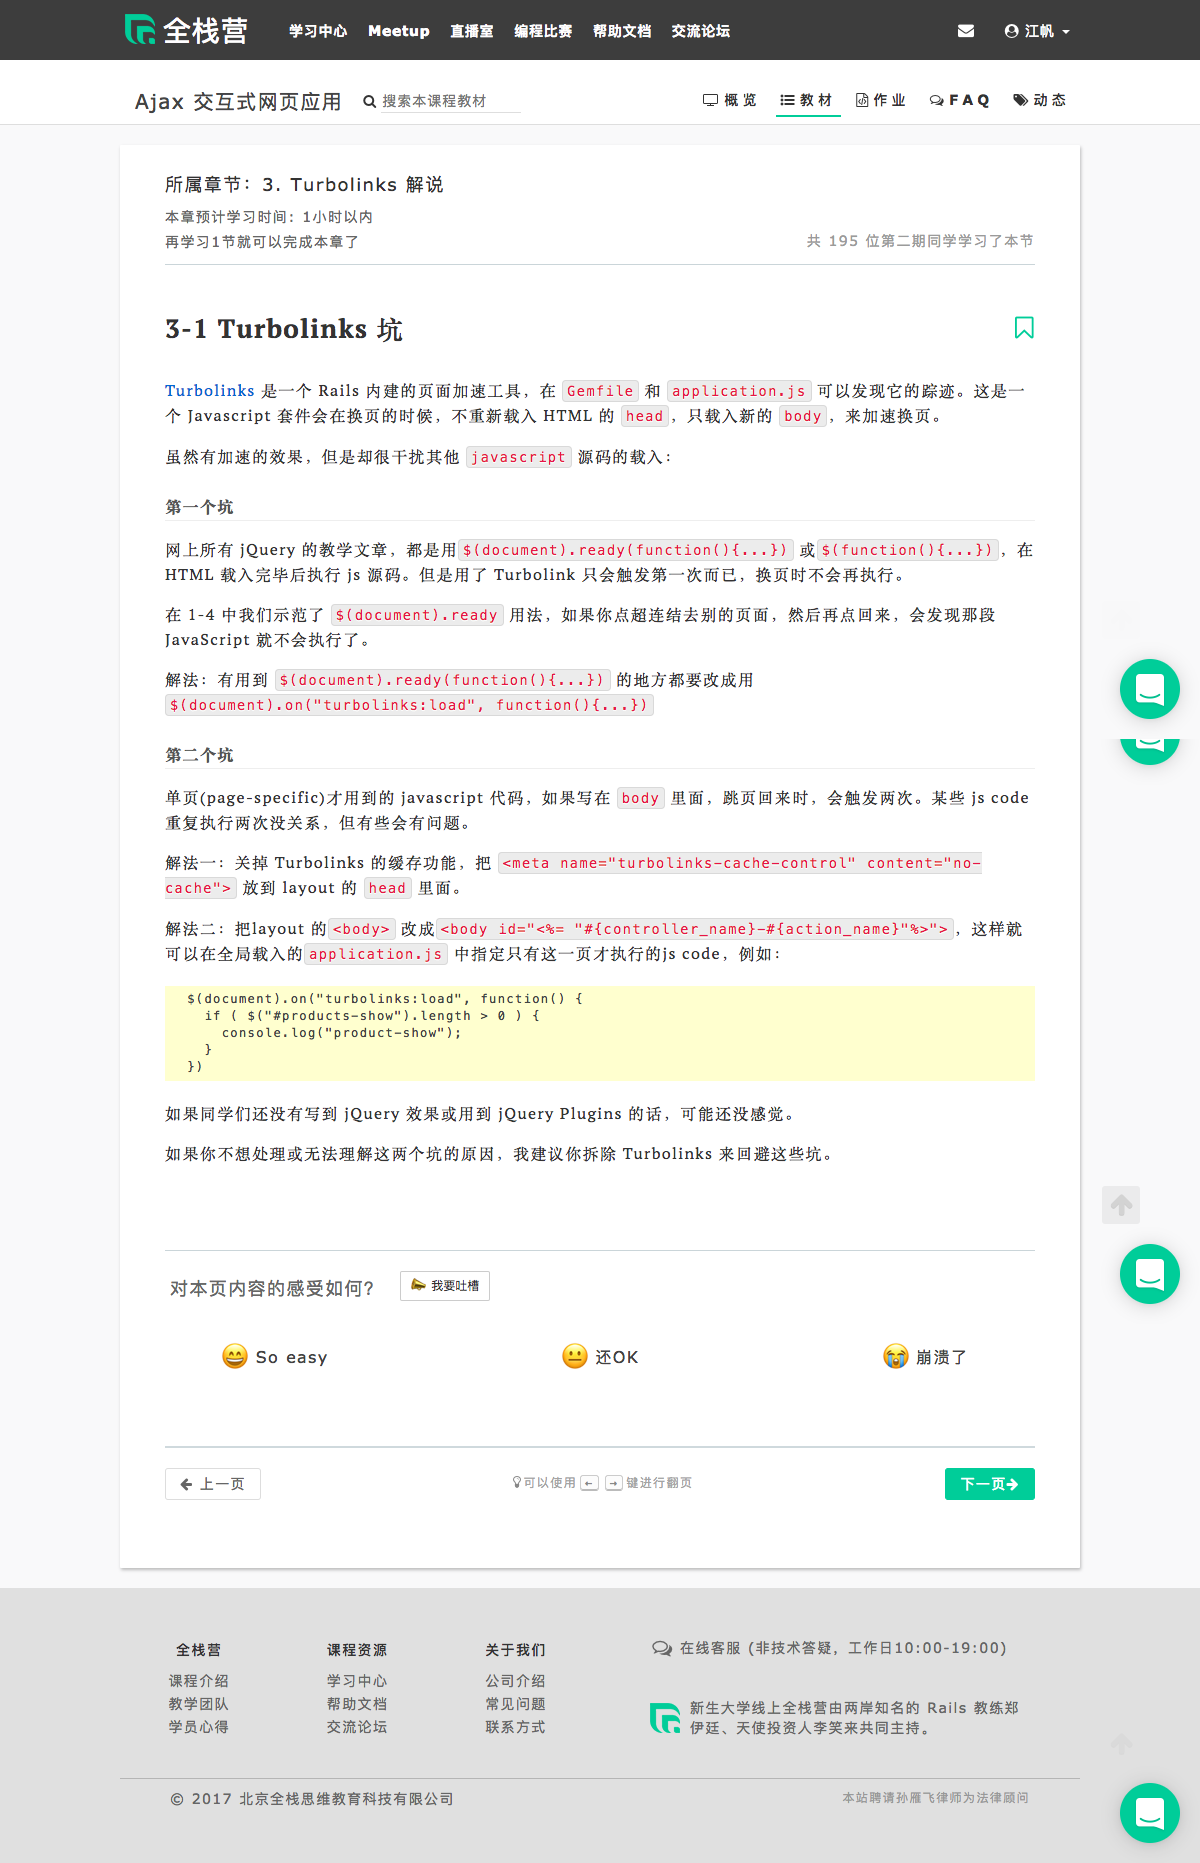 全栈营 学习中心 Meetup 直播室 编程比赛 帮助文档 交流论坛 江帆
Ajax 交互式网页应用 搜索本课程教材 概览 教材 作业 FAQ 动态
所属章节：3. Turbolinks 解说
本章预计学习时间：1小时以内
再学习1节就可以完成本章了 共 195 位第二期同学学习了本节
3-1 Turbolinks 坑
Turbolinks 是一个 Rails 内建的页面加速工具，在 Gemfile 和 application.js 可以发现它的踪迹。这是一
个 Javascript 套件会在换页的时候，不重新载入 HTML 的 head，只载入新的 body，来加速换页。
虽然有加速的效果，但是却很干扰其他 javascript 源码的载入：
第一个坑
网上所有 jQuery 的教学文章，都是用$(document).ready(function(){...}) 或$(function(){...})，在
HTML 载入完毕后执行 js 源码。但是用了 Turbolink 只会触发第一次而已，换页时不会再执行。
在 1-4 中我们示范了 $(document).ready 用法，如果你点超连结去别的页面，然后再点回来，会发现那段
JavaScript 就不会执行了。
解法：有用到 $(document).ready(function(){...}) 的地方都要改成用
$(document).on("turbolinks:load", function(){...})
第二个坑
单页(page-specific)才用到的 javascript 代码，如果写在 body 里面，跳页回来时，会触发两次。某些 js code
重复执行两次没关系，但有些会有问题。
解法一：关掉 Turbolinks 的缓存功能，把 <meta name="turbolinks-cache-control" content="no-
cache"> 放到 layout 的 head 里面。
解法二：把layout 的<body> 改成<body id="<%= "#{controller_name}-#{action_name}"%>">，这样就
可以在全局载入的application.js 中指定只有这一页才执行的js code，例如：
$(document).on("turbolinks:load", function() {
  if ( $("#products-show").length > 0 ) {
    console.log("product-show");
  }
})
如果同学们还没有写到 jQuery 效果或用到 jQuery Plugins 的话，可能还没感觉。
如果你不想处理或无法理解这两个坑的原因，我建议你拆除 Turbolinks 来回避这些坑。
对本页内容的感受如何？ 我要吐槽
So easy 还OK 崩溃了
上一页 可以使用 ← → 键进行翻页 下一页
全栈营 课程资源 关于我们 在线客服 (非技术答疑，工作日10:00-19:00)
课程介绍 学习中心 公司介绍
教学团队 帮助文档 常见问题 新生大学线上全栈营由两岸知名的 Rails 教练郑
学员心得 交流论坛 联系方式 伊廷、天使投资人李笑来共同主持。
© 2017 北京全栈思维教育科技有限公司 本站聘请孙雁飞律师为法律顾问